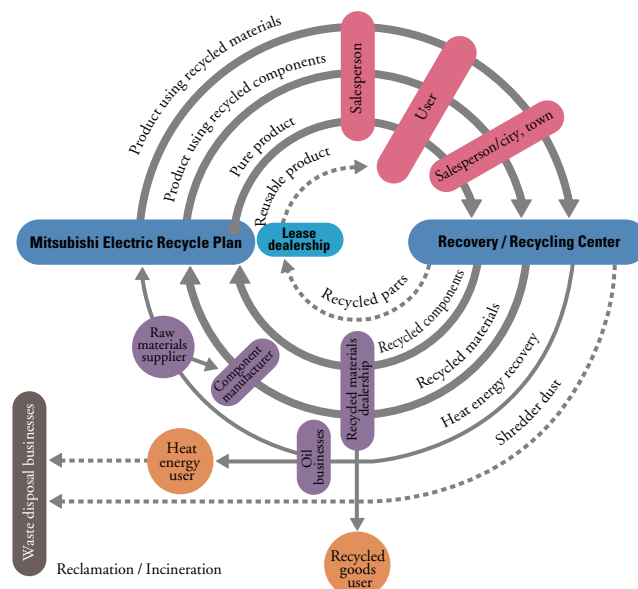 Product using recycled materials
Product using recycled components
Pure product
Reusable product
Salesperson
User
Salesperson/city, town
Mitsubishi Electric Recycle Plan
Lease
dealership
Recovery / Recycling Center
Recycled parts
Recycled components
Recycled materials
Heat energy recovery
Shredder dust
Raw
materials
supplier
Component
manufacturer
Recycled materials
dealership
Oil
businesses
Heat
energy
user
Waste disposal businesses
Recycled
goods
user
Reclamation / Incineration